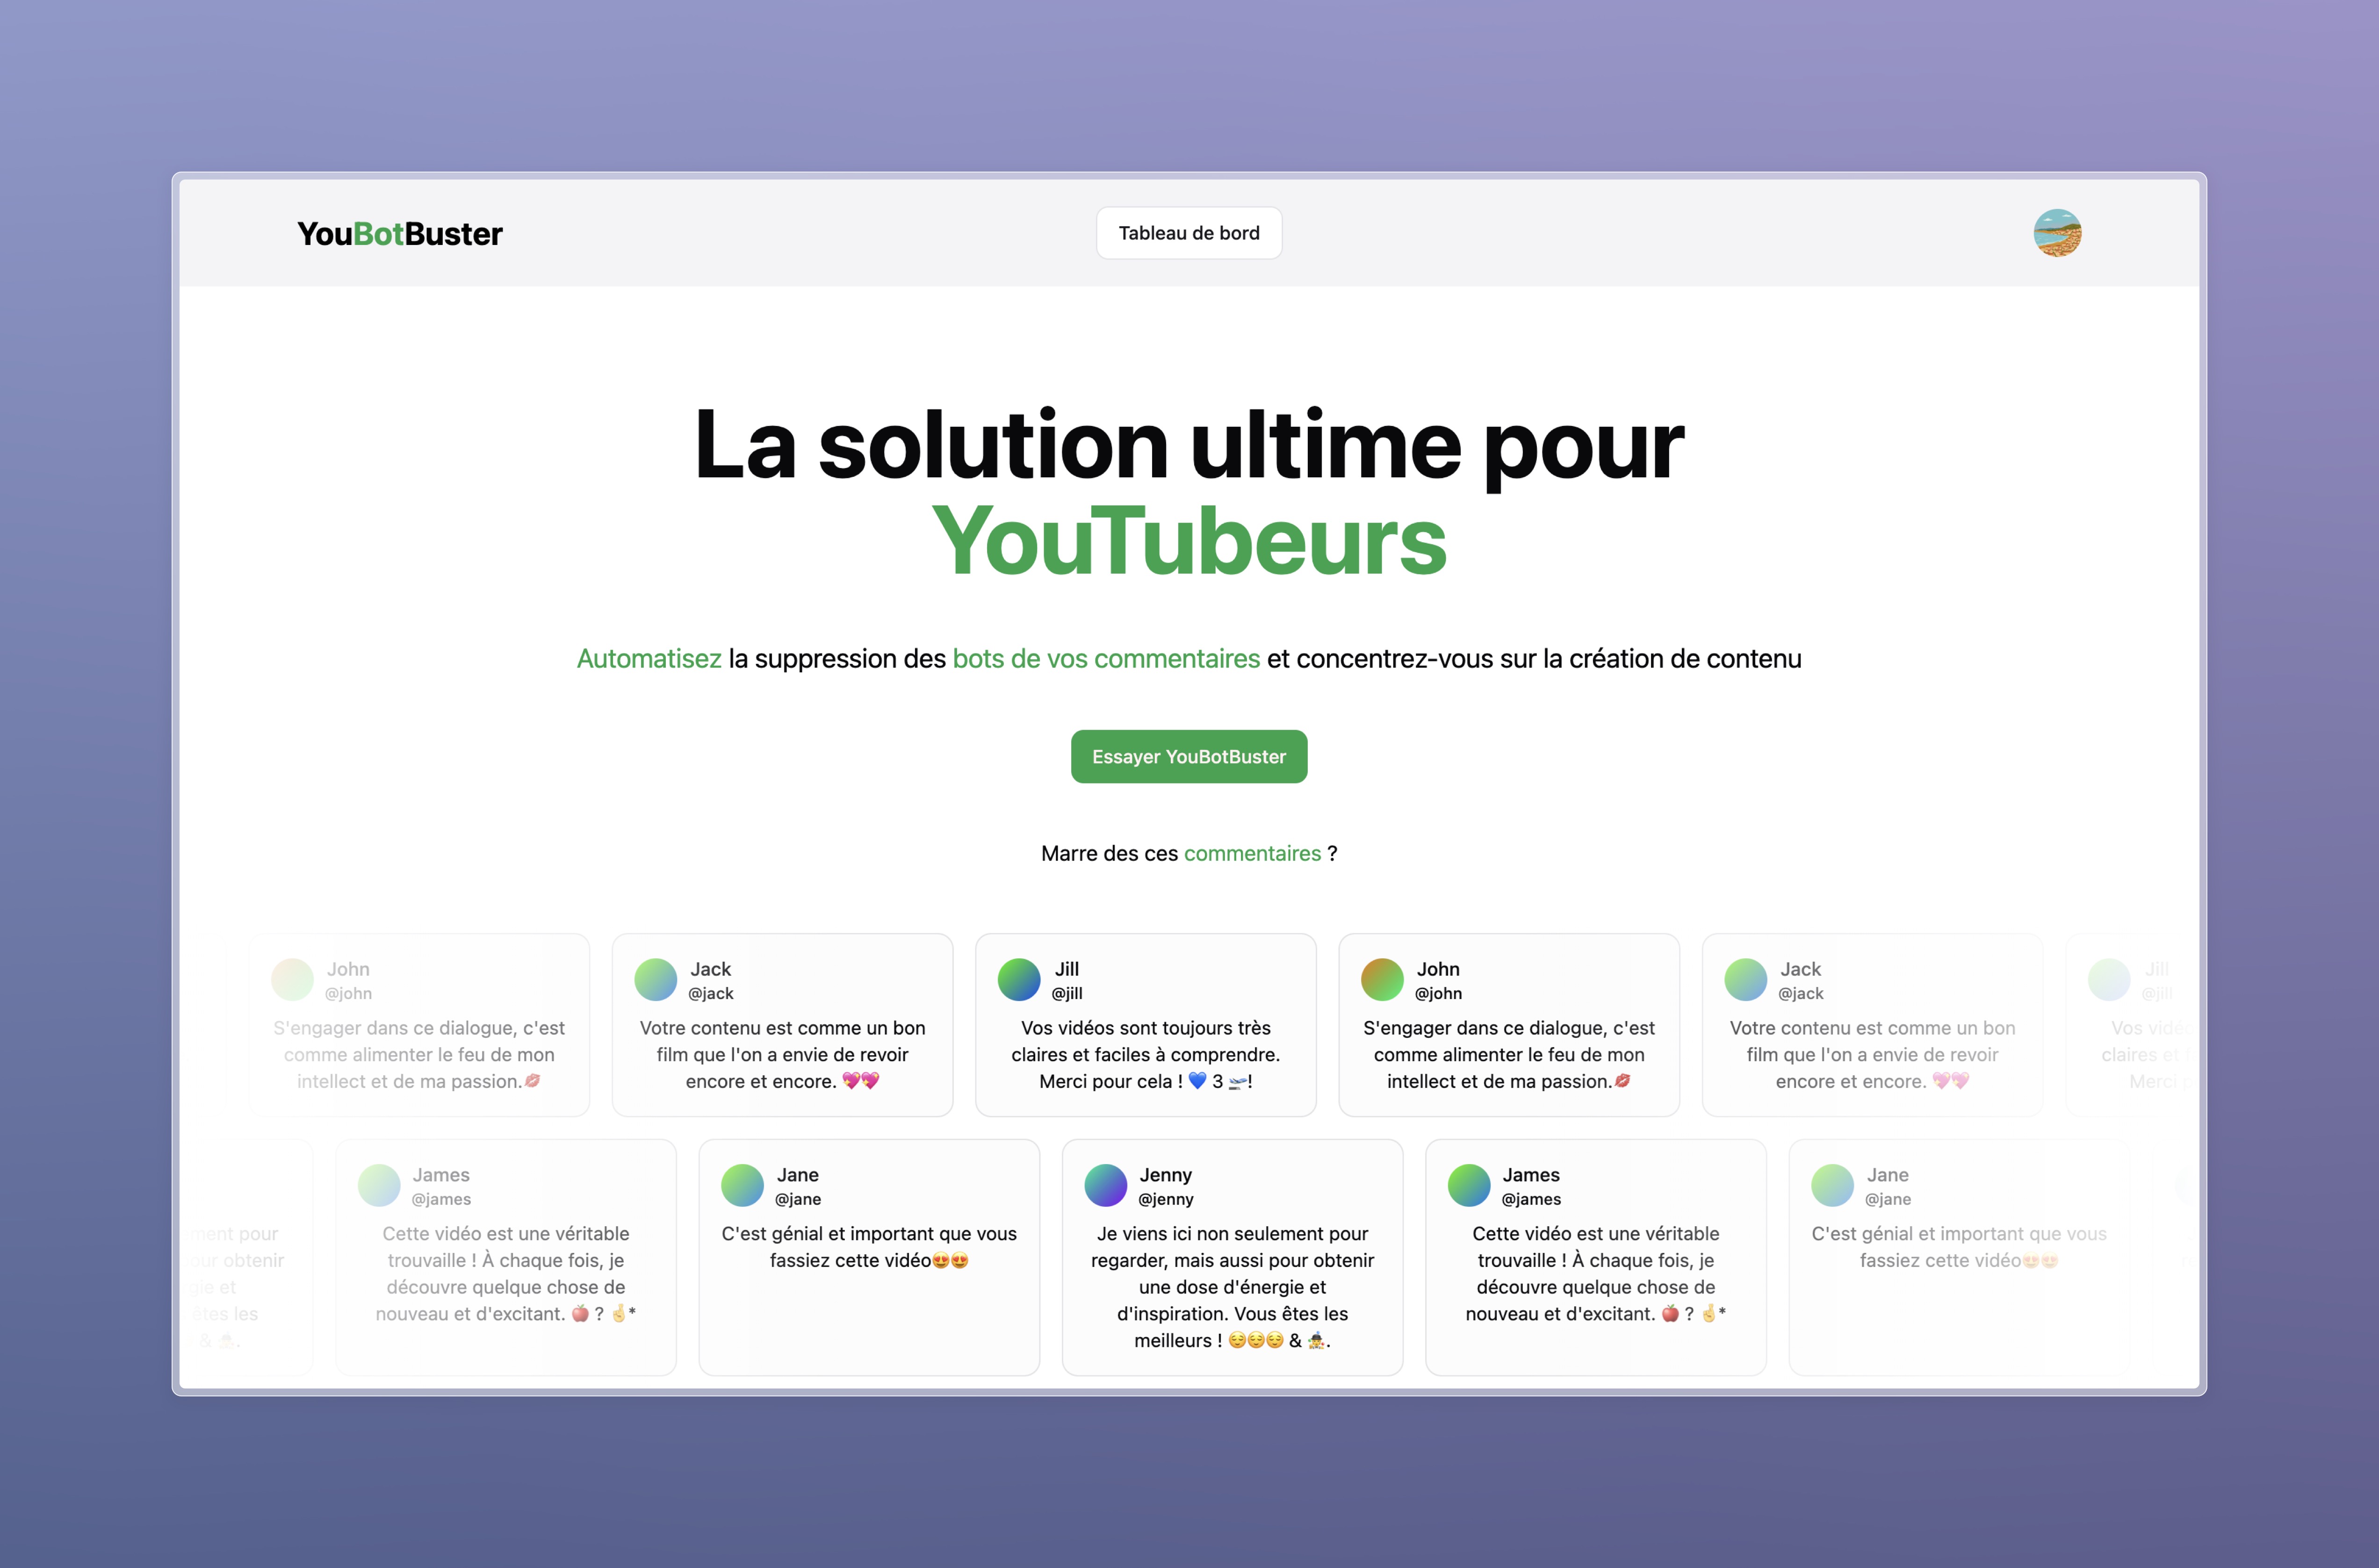 YouBotBuster
Tableau de bord
La solution ultime pour
YouTubeurs
Automatisez la suppression des bots de vos commentaires et concentrez-vous sur la création de contenu
Essayer YouBotBuster
Marre des ces commentaires ?
John
@john
S'engager dans ce dialogue, c'est
comme alimenter le feu de mon
intellect et de ma passion.💋
Jack
@jack
Votre contenu est comme un bon
film que l'on a envie de revoir
encore et encore. 💖💖
Jill
@jill
Vos vidéos sont toujours très
claires et faciles à comprendre.
Merci pour cela ! 💙 3 🛫!
John
@john
S'engager dans ce dialogue, c'est
comme alimenter le feu de mon
intellect et de ma passion.💋
Jack
@jack
Votre contenu est comme un bon
film que l'on a envie de revoir
encore et encore. 💖💖
Jill
@jill
Vos
claires et
Merci
ment pour
our obtenir
gie et
êtes les
&
James
@james
Cette vidéo est une véritable
trouvaille ! À chaque fois, je
découvre quelque chose de
nouveau et d'excitant. 🍎 ? 🤞*
Jane
@jane
C'est génial et important que vous
fassiez cette vidéo😍😍
Jenny
@jenny
Je viens ici non seulement pour
regarder, mais aussi pour obtenir
une dose d'énergie et
d'inspiration. Vous êtes les
meilleurs ! 😌😌😌 & 🤹.
James
@james
Cette vidéo est une véritable
trouvaille ! À chaque fois, je
découvre quelque chose de
nouveau et d'excitant. 🍎 ? 🤞*
Jane
@jane
C'est génial et important que vous
fassiez cette vidéo😍😍